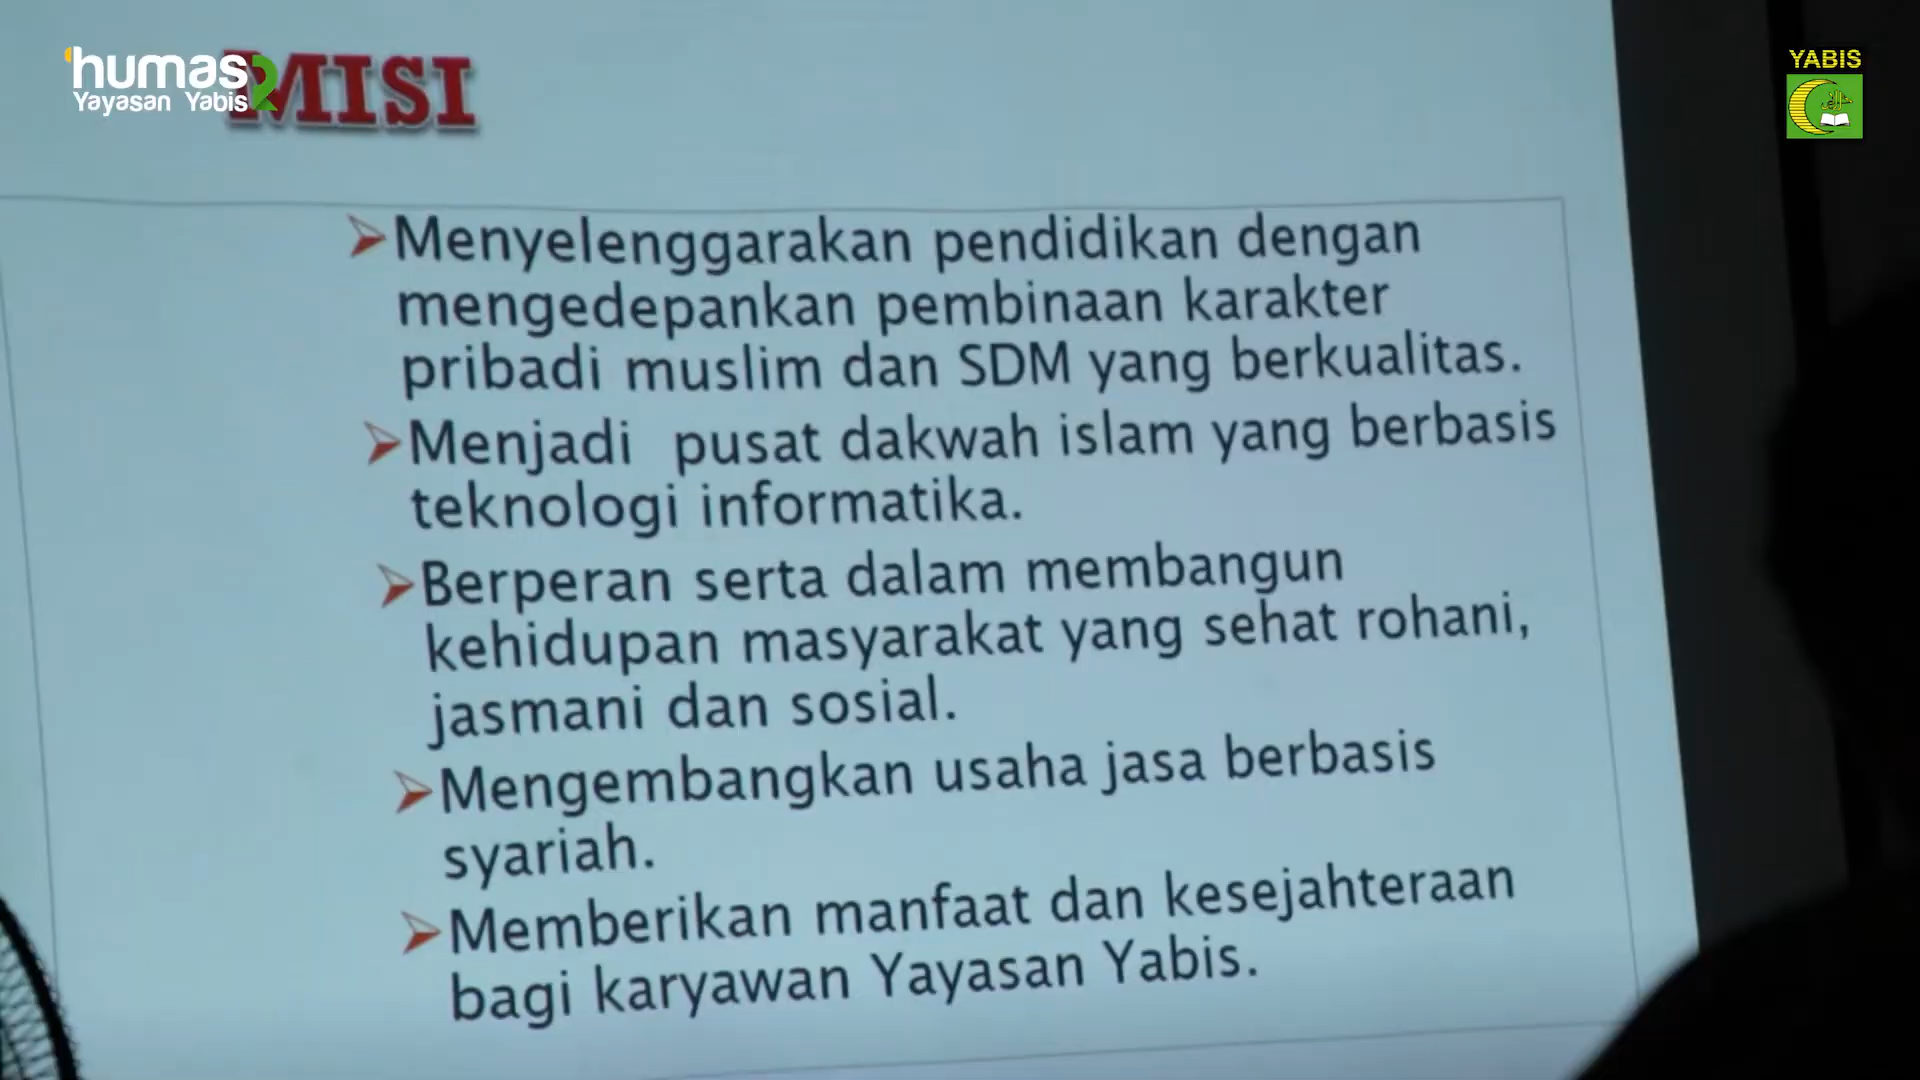 humas
Yayasan Yabis
MISI
YABIS
Menyelenggarakan pendidikan dengan
mengedepankan pembinaan karakter
pribadi muslim dan SDM yang berkualitas.
Menjadi pusat dakwah islam yang berbasis
teknologi informatika.
Berperan serta dalam membangun
kehidupan masyarakat yang sehat rohani,
jasmani dan sosial.
Mengembangkan usaha jasa berbasis
syariah.
Memberikan manfaat dan kesejahteraan
bagi karyawan Yayasan Yabis.